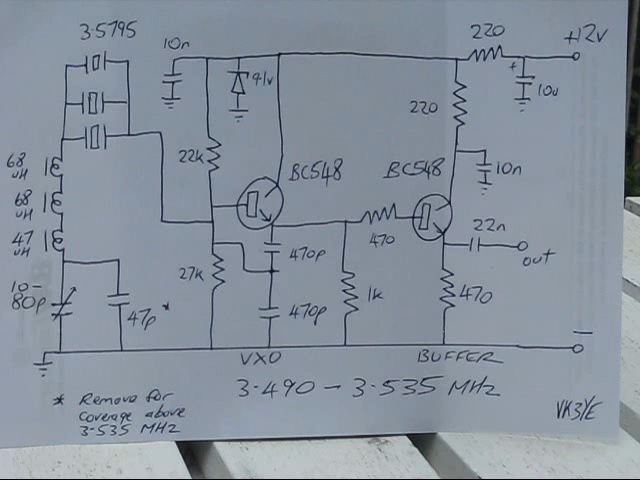 3.5795
10n
220
+12v
+
10u
91v
220
22k
BC548
BC548
10n
68
uH
68
uH
47
uH
470p
470
22n
out
27k
10-
80p
47p*
470p
1k
470
VXO
BUFFER
3.490 - 3.535 MHz
* Remove for
coverage above
3.535 MHz
VK3YE